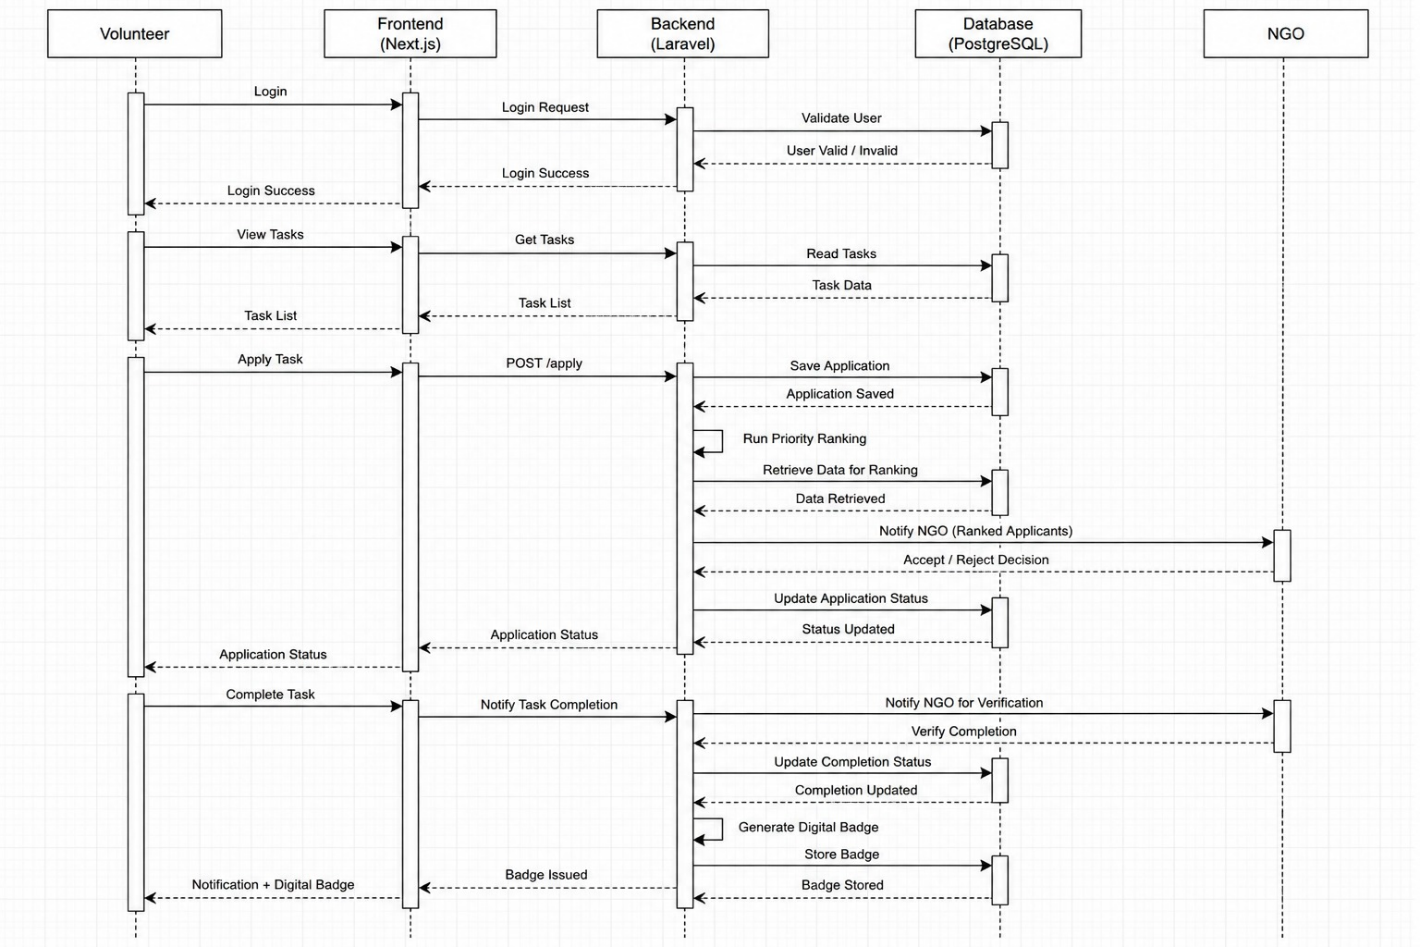 Volunteer
Frontend
(Next.js)
Backend
(Laravel)
Database
(PostgreSQL)
NGO
Login
Login Request
Validate User
User Valid / Invalid
Login Success
Login Success
View Tasks
Get Tasks
Read Tasks
Task Data
Task List
Task List
Apply Task
POST /apply
Save Application
Application Saved
Run Priority Ranking
Retrieve Data for Ranking
Data Retrieved
Notify NGO (Ranked Applicants)
Accept / Reject Decision
Update Application Status
Status Updated
Application Status
Application Status
Complete Task
Notify Task Completion
Notify NGO for Verification
Verify Completion
Update Completion Status
Completion Updated
Generate Digital Badge
Store Badge
Badge Stored
Badge Issued
Notification + Digital Badge